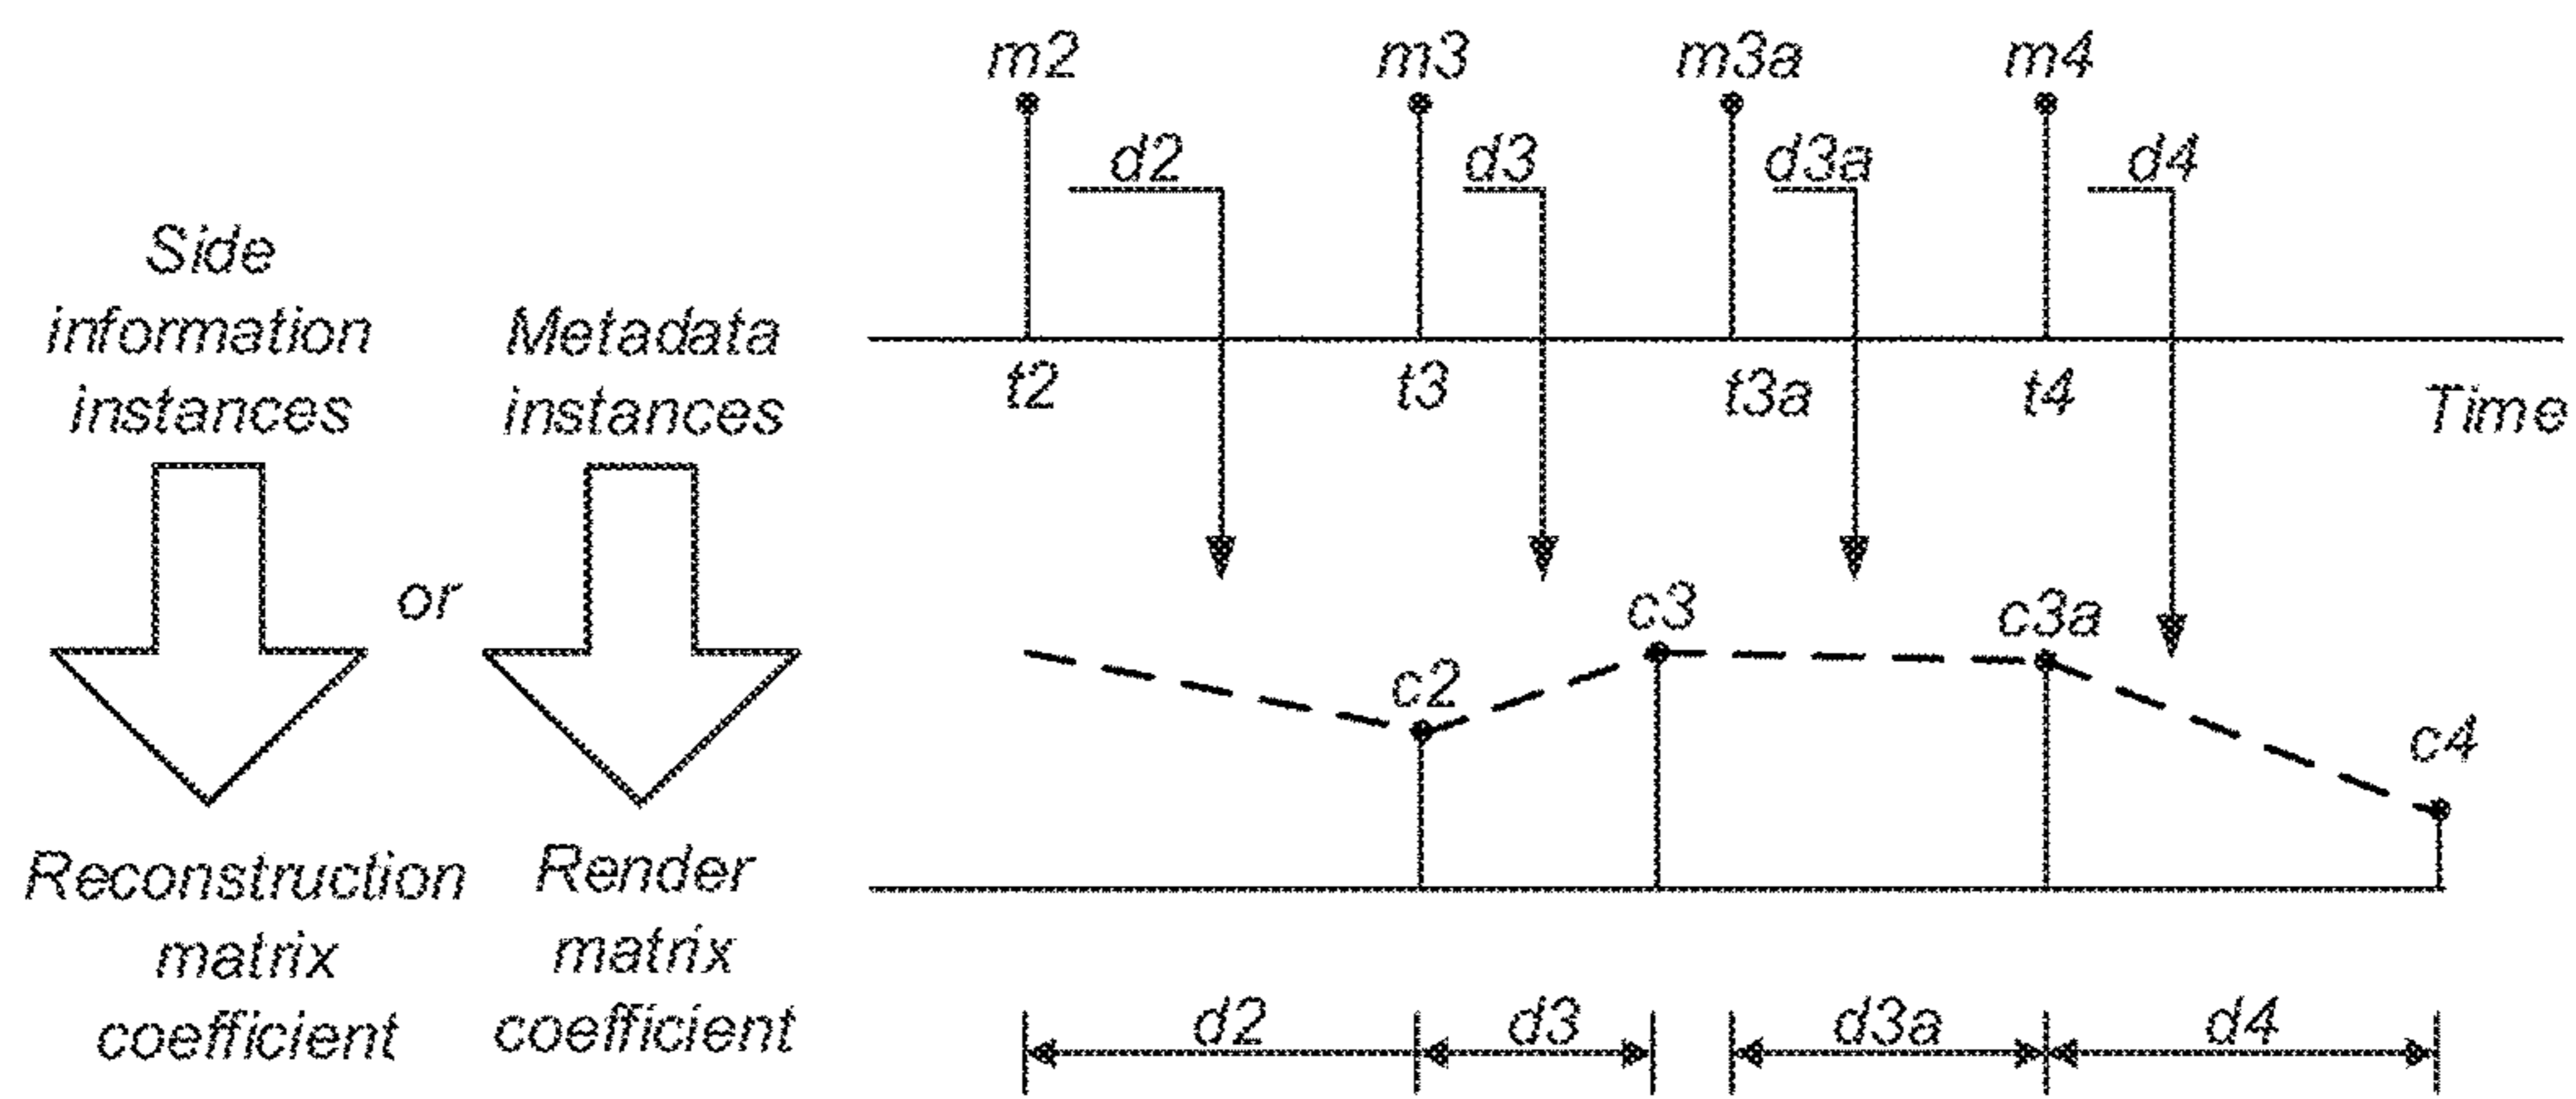 m2 m3 m3a m4
d2 d3 d3a d4
Side
information
instances
Metadata
instances
t2 t3 t3a t4
Time
or
c2 c3 c3a c4
Reconstruction
matrix
coefficient
Render
matrix
coefficient
d2 d3 d3a d4